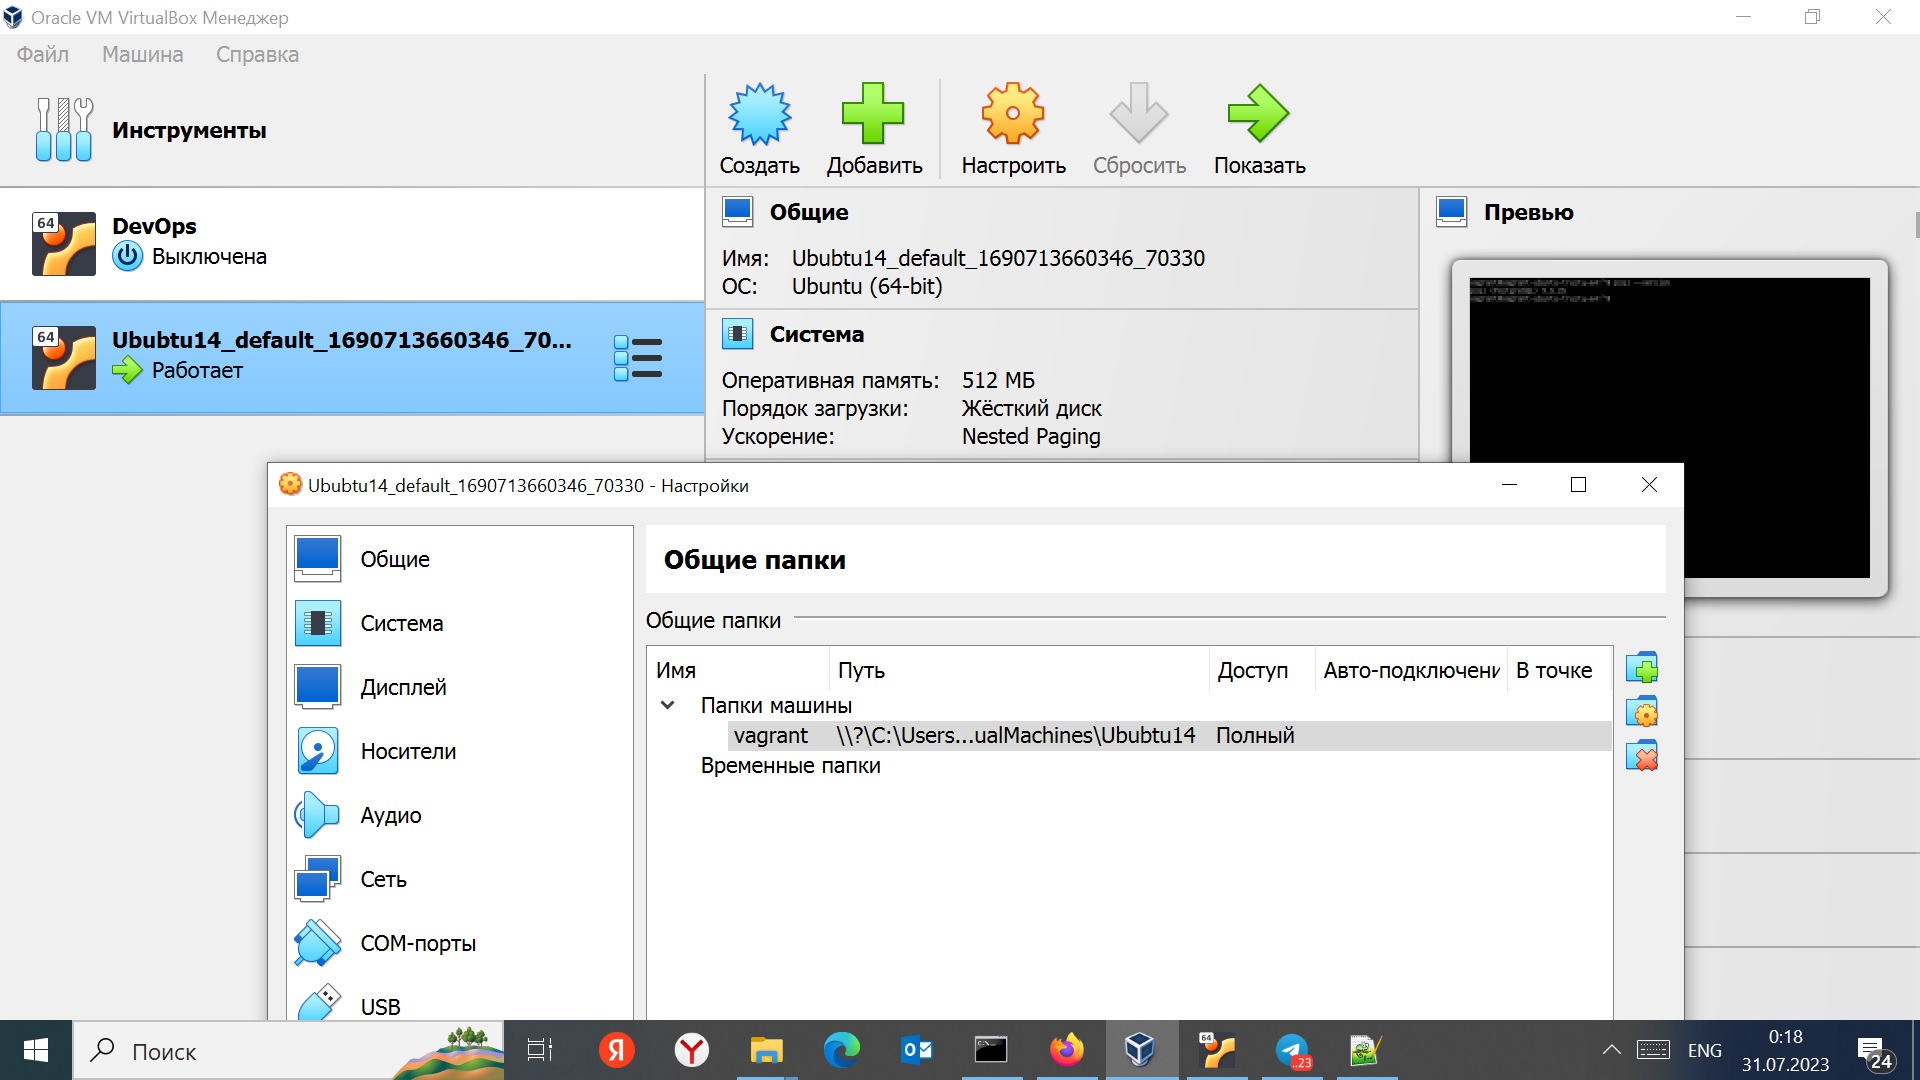 Oracle VM VirtualBox Менеджер
Файл Машина Справка
Инструменты
Создать Добавить Настроить Сбросить Показать
64
DevOps
Выключена
64
Ububtu14_default_1690713660346_70...
Работает
Общие
Имя: Ububtu14_default_1690713660346_70330
ОС: Ubuntu (64-bit)
Система
Оперативная память: 512 МБ
Порядок загрузки: Жёсткий диск
Ускорение: Nested Paging
Превью
Ububtu14_default_1690713660346_70330 - Настройки
Общие
Система
Дисплей
Носители
Аудио
Сеть
COM-порты
USB
Общие папки
Общие папки
Имя Путь Доступ Авто-подключени В точке
Папки машины
vagrant \\?\C:\Users...ualMachines\Ububtu14 Полный
Временные папки
Поиск
Я
Y
64
..23
ENG
0:18
31.07.2023
24